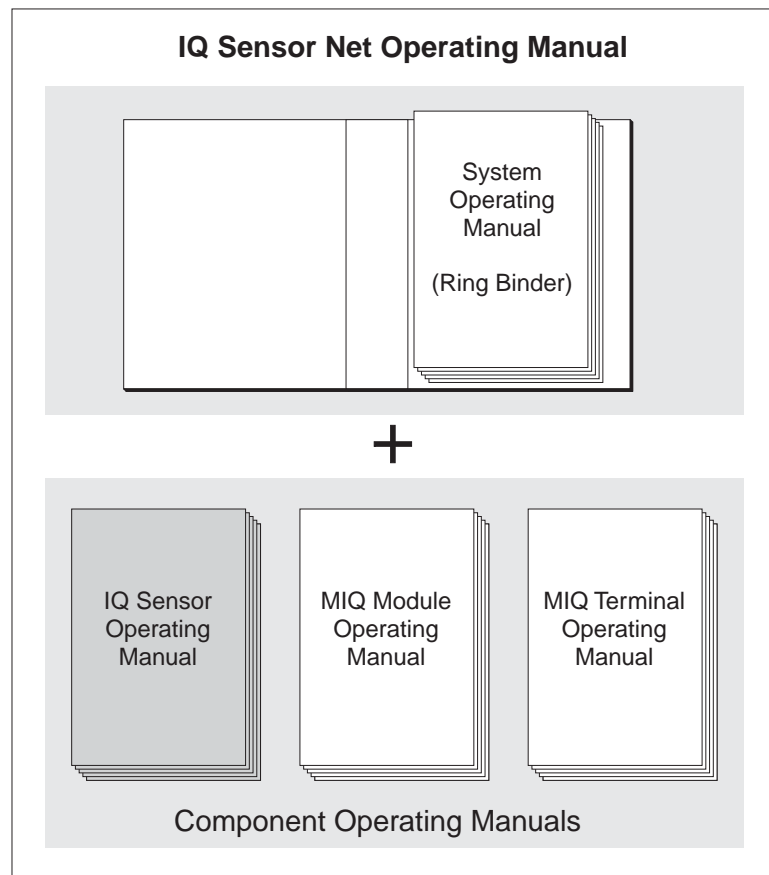 IQ Sensor Net Operating Manual
System
Operating
Manual
(Ring Binder)
+
IQ Sensor
Operating
Manual
MIQ Module
Operating
Manual
MIQ Terminal
Operating
Manual
Component Operating Manuals